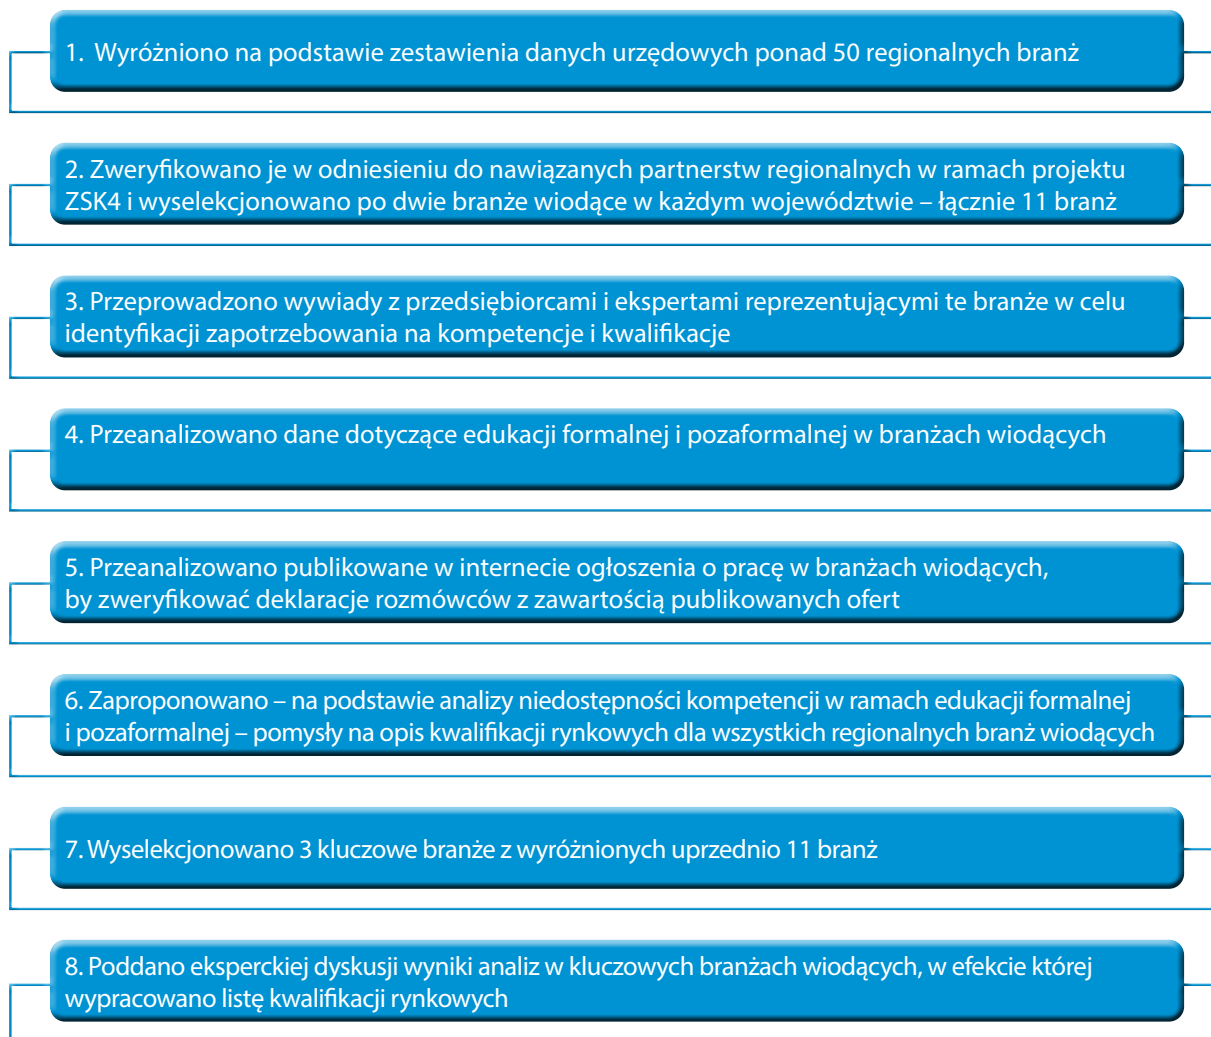 1. Wyróżniono na podstawie zestawienia danych urzędowych ponad 50 regionalnych branż
2. Zweryfikowano je w odniesieniu do nawiązanych partnerstw regionalnych w ramach projektu
ZSK4 i wyselekcjonowano po dwie branże wiodące w każdym województwie – łącznie 11 branż
3. Przeprowadzono wywiady z przedsiębiorcami i ekspertami reprezentującymi te branże w celu
identyfikacji zapotrzebowania na kompetencje i kwalifikacje
4. Przeanalizowano dane dotyczące edukacji formalnej i pozaformalnej w branżach wiodących
5. Przeanalizowano publikowane w internecie ogłoszenia o pracę w branżach wiodących,
by zweryfikować deklaracje rozmówców z zawartością publikowanych ofert
6. Zaproponowano – na podstawie analizy niedostępności kompetencji w ramach edukacji formalnej
i pozaformalnej – pomysły na opis kwalifikacji rynkowych dla wszystkich regionalnych branż wiodących
7. Wyselekcjonowano 3 kluczowe branże z wyróżnionych uprzednio 11 branż
8. Poddano eksperckiej dyskusji wyniki analiz w kluczowych branżach wiodących, w efekcie której
wypracowano listę kwalifikacji rynkowych